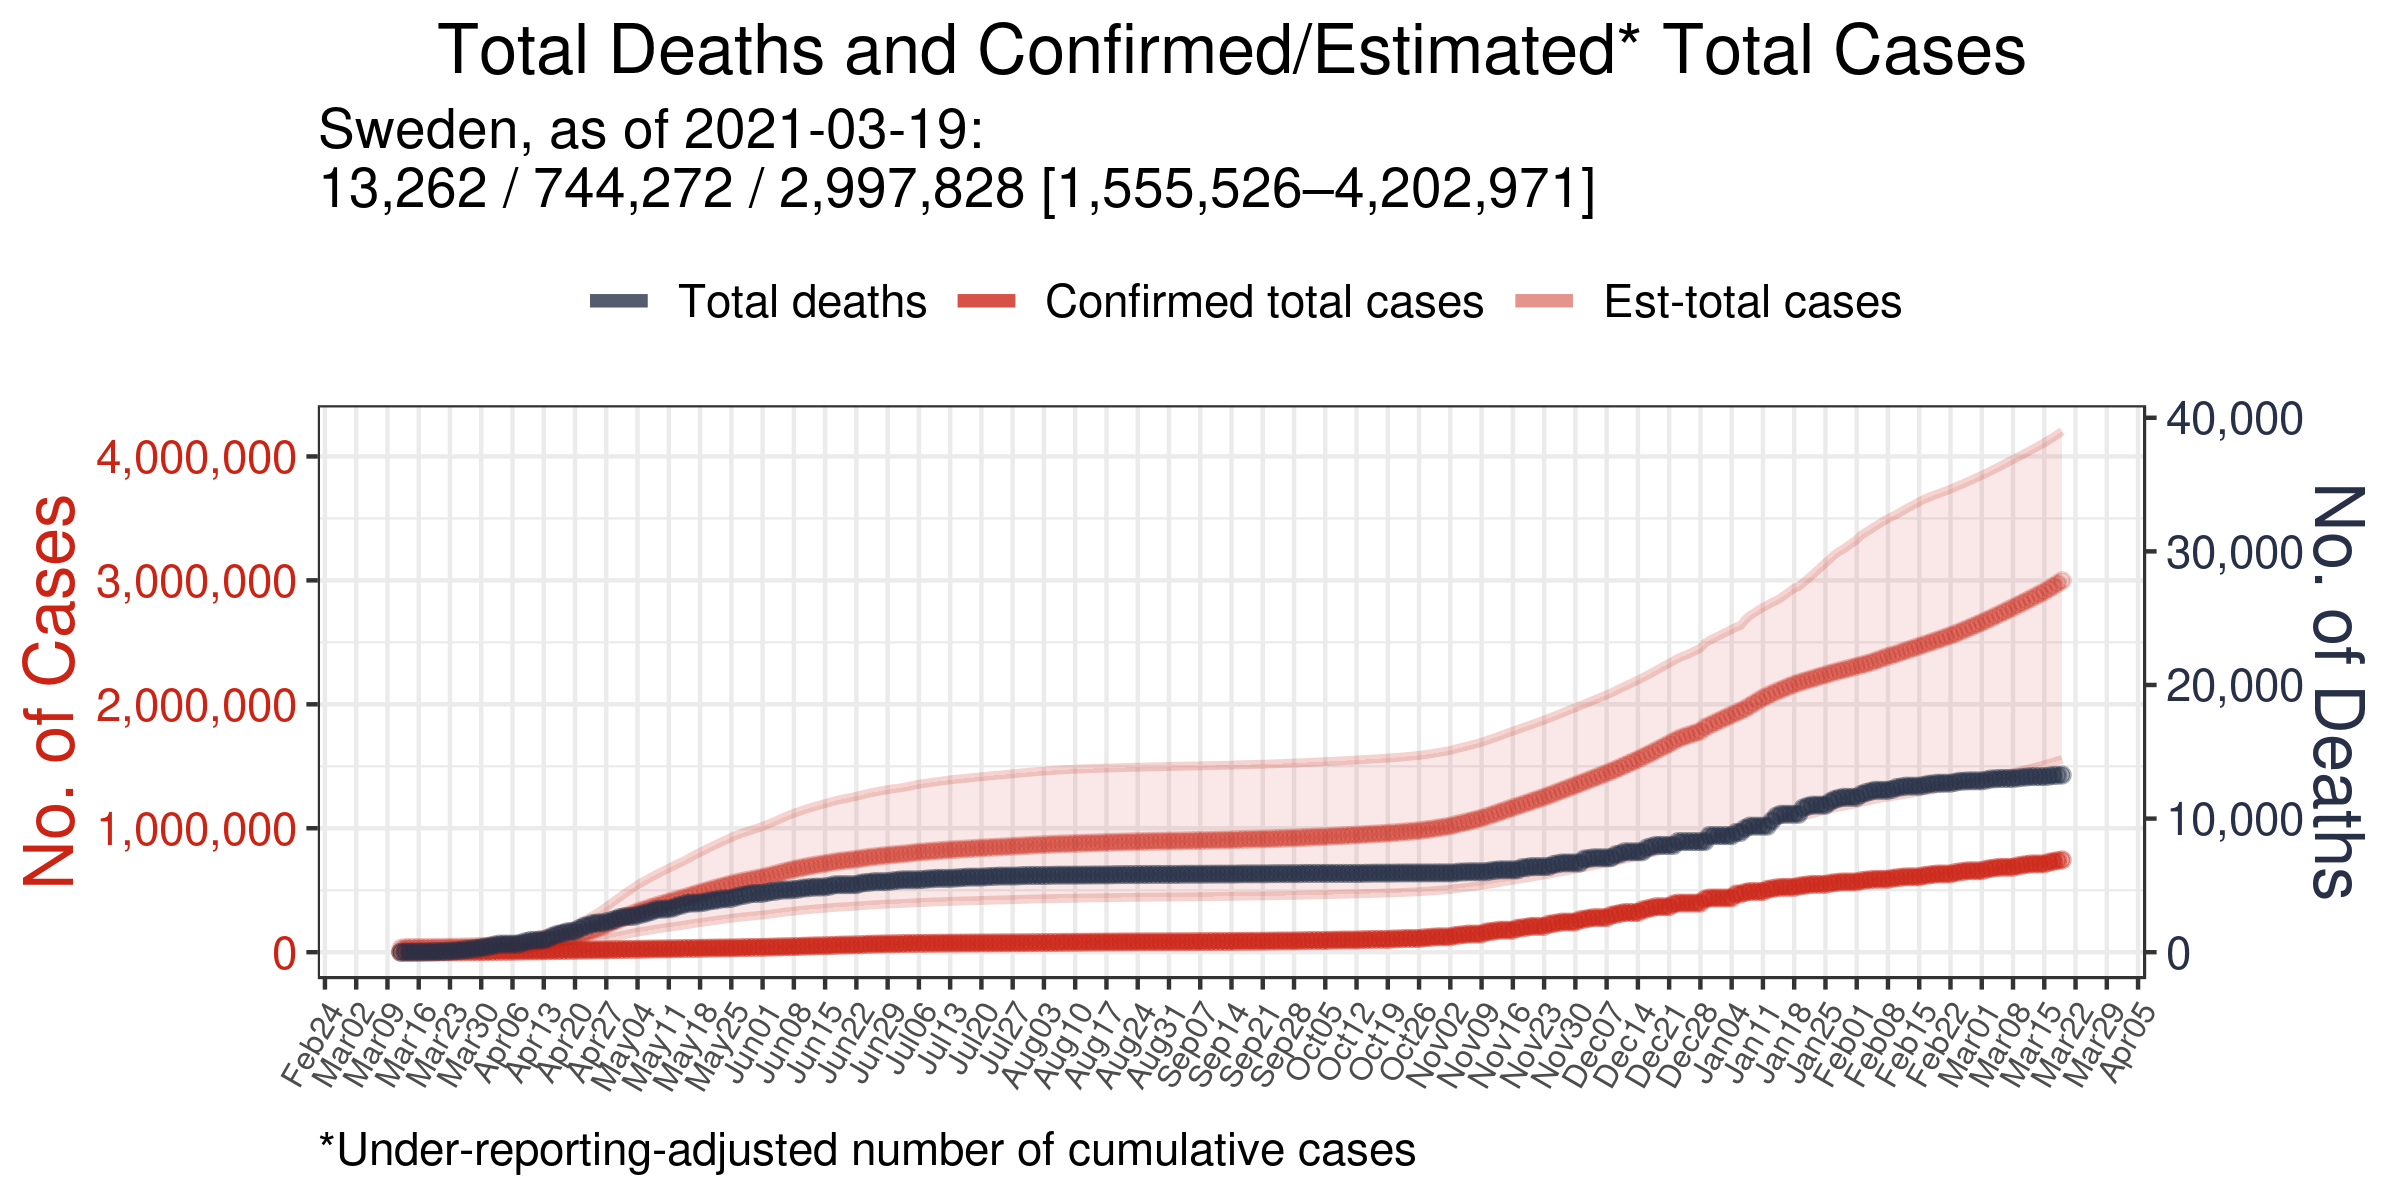 Total Deaths and Confirmed/Estimated* Total Cases
Sweden, as of 2021-03-19:
13,262 / 744,272 / 2,997,828 [1,555,526–4,202,971]
Total deaths
Confirmed total cases
Est-total cases
No. of Cases
4,000,000
3,000,000
2,000,000
1,000,000
0
40,000
30,000
20,000
10,000
0
No. of Deaths
Feb24
Mar02
Mar09
Mar16
Mar23
Mar30
Apr06
Apr13
Apr20
Apr27
May04
May11
May18
May25
Jun01
Jun08
Jun15
Jun22
Jun29
Jul06
Jul13
Jul20
Jul27
Aug03
Aug10
Aug17
Aug24
Aug31
Sep07
Sep14
Sep21
Sep28
Oct05
Oct12
Oct19
Oct26
Nov02
Nov09
Nov16
Nov23
Nov30
Dec07
Dec14
Dec21
Dec28
Jan04
Jan11
Jan18
Jan25
Feb01
Feb08
Feb15
Feb22
Mar01
Mar08
Mar15
Mar22
Mar29
Apr05
*Under-reporting-adjusted number of cumulative cases